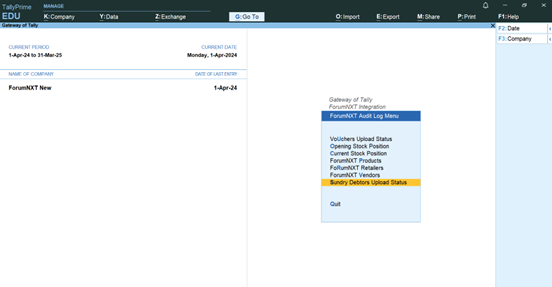 TallyPrime
MANAGE
EDU
K:Company
Y:Data
Z:Exchange
G:Go To
O:Import
E:Export
M:Share
P:Print
F1:Help
Gateway of Tally
F2:Date
F3:Company
CURRENT PERIOD
CURRENT DATE
1-Apr-24 to 31-Mar-25
Monday, 1-Apr-2024
NAME OF COMPANY
DATE OF LAST ENTRY
ForumNXT New
1-Apr-24
Gateway of Tally
ForumNXT Integration
ForumNXT Audit Log Menu
VoUchers Upload Status
Opening Stock Position
Current Stock Position
ForumNXT Products
FoRumNXT Retailers
ForumNXT Vendors
Sundry Debtors Upload Status
Quit